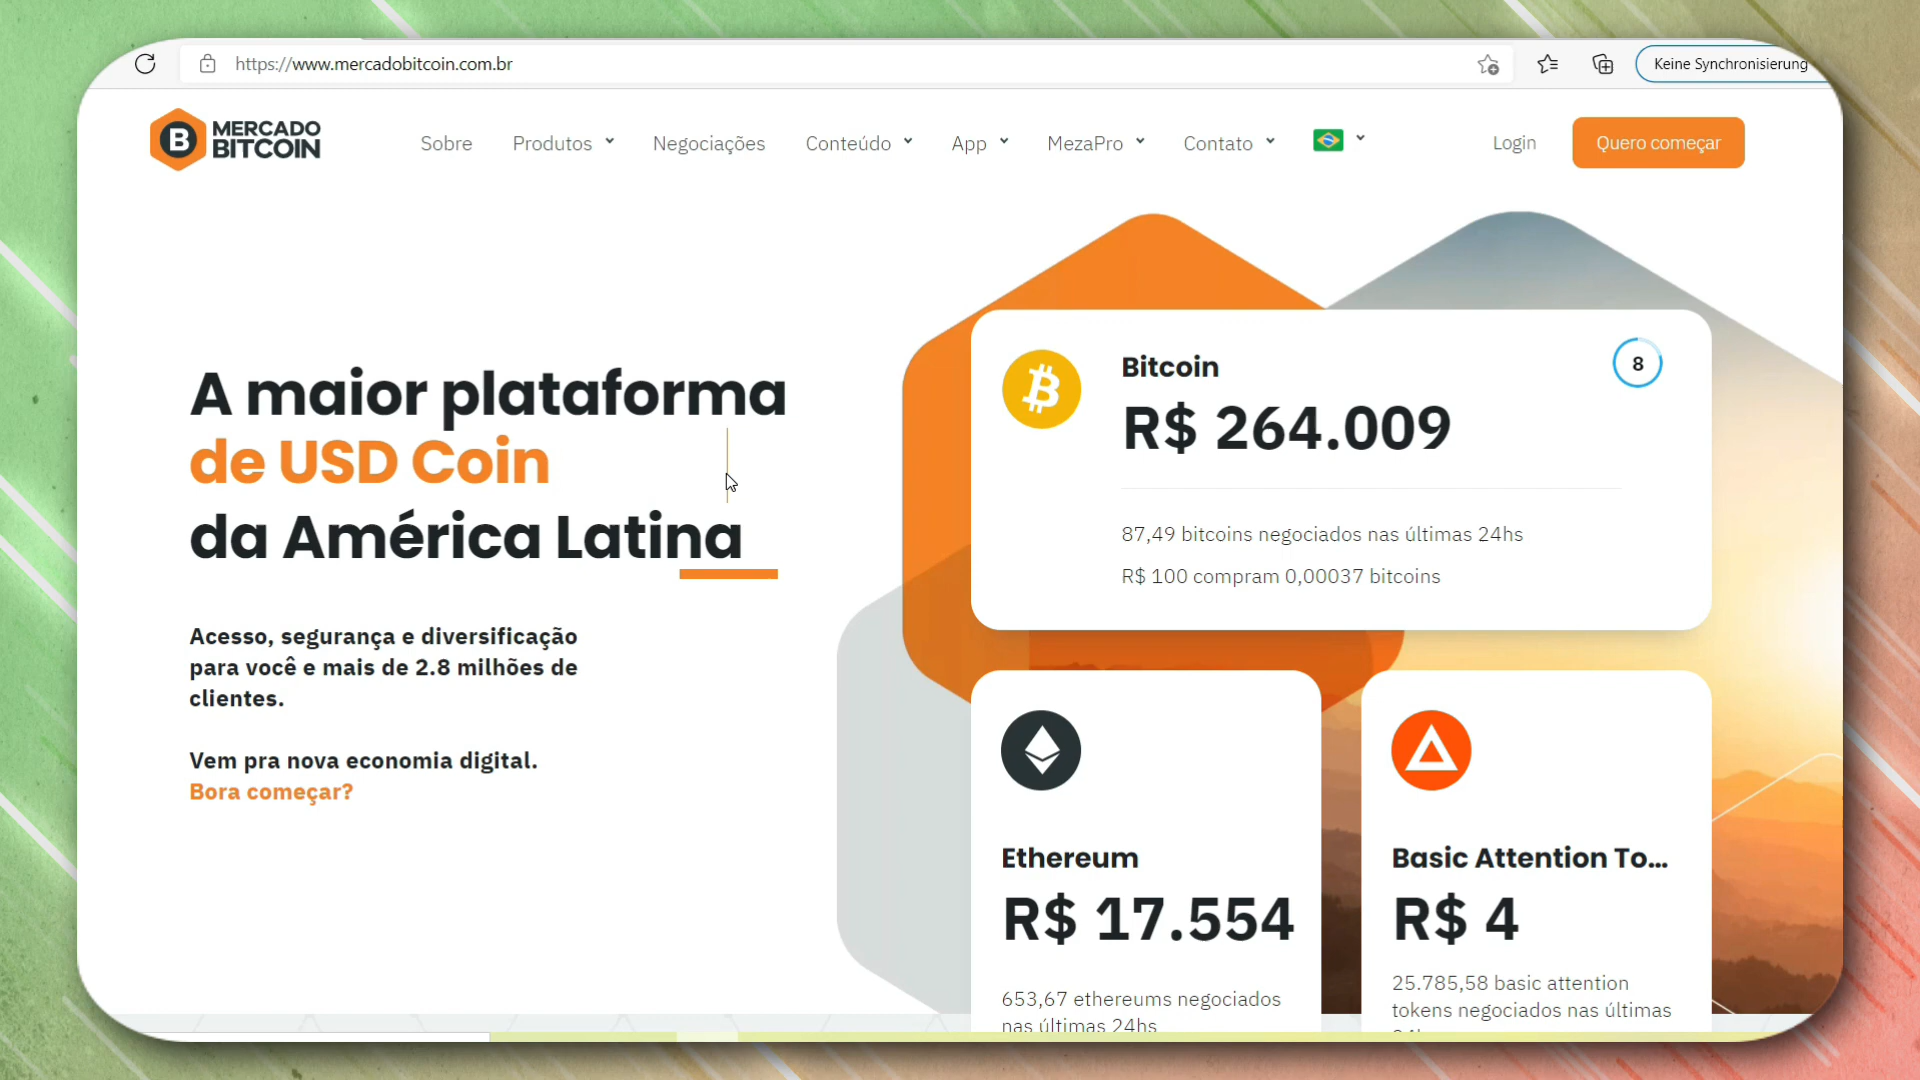 https://www.mercadobitcoin.com.br
Keine Synchronisierung
MERCADO
BITCOIN
Sobre
Produtos
Negociações
Conteúdo
App
MezaPro
Contato
Login
Quero começar
A maior plataforma
de USD Coin
da América Latina
Acesso, segurança e diversificação
para você e mais de 2.8 milhões de
clientes.
Vem pra nova economia digital.
Bora começar?
Bitcoin
8
R$ 264.009
87,49 bitcoins negociados nas últimas 24hs
R$ 100 compram 0,00037 bitcoins
Ethereum
R$ 17.554
653,67 ethereums negociados
nas últimas 24hs
Basic Attention To...
R$ 4
25.785,58 basic attention
tokens negociados nas últimas